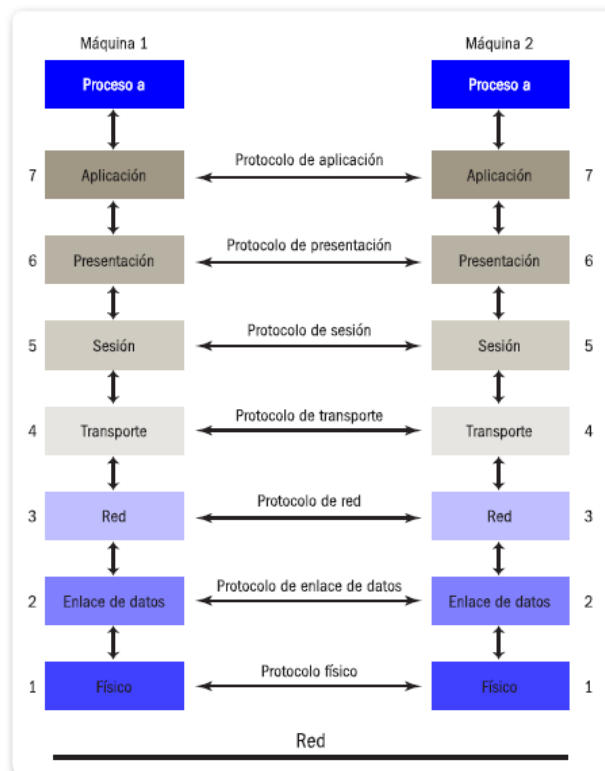 Máquina 1 Máquina 2
Proceso a Proceso a
Protocolo de aplicación
7 Aplicación Aplicación 7
Protocolo de presentación
6 Presentación Presentación 6
Protocolo de sesión
5 Sesión Sesión 5
Protocolo de transporte
4 Transporte Transporte 4
Protocolo de red
3 Red Red 3
Protocolo de enlace de datos
2 Enlace de datos Enlace de datos 2
Protocolo físico
1 Físico Físico 1
Red